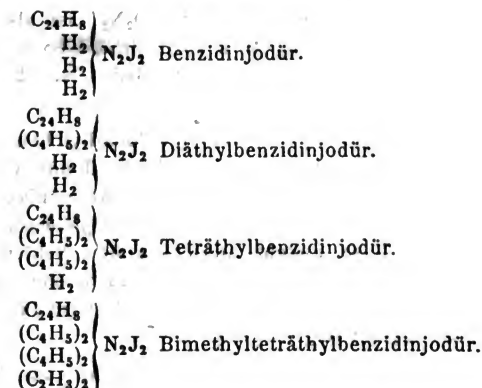 C₂₄H₈
H₂
H₂
H₂
N₂J₂ Benzidinjodür.
C₂₄H₈
(C₄H₅)₂
H₂
H₂
N₂J₂ Diäthylbenzidinjodür.
C₂₄H₈
(C₄H₅)₂
(C₄H₅)₂
H₂
N₂J₂ Teträthylbenzidinjodür.
C₂₄H₈
(C₄H₅)₂
(C₄H₅)₂
(C₂H₃)₂
N₂J₂ Bimethylteträthylbenzidinjodür.